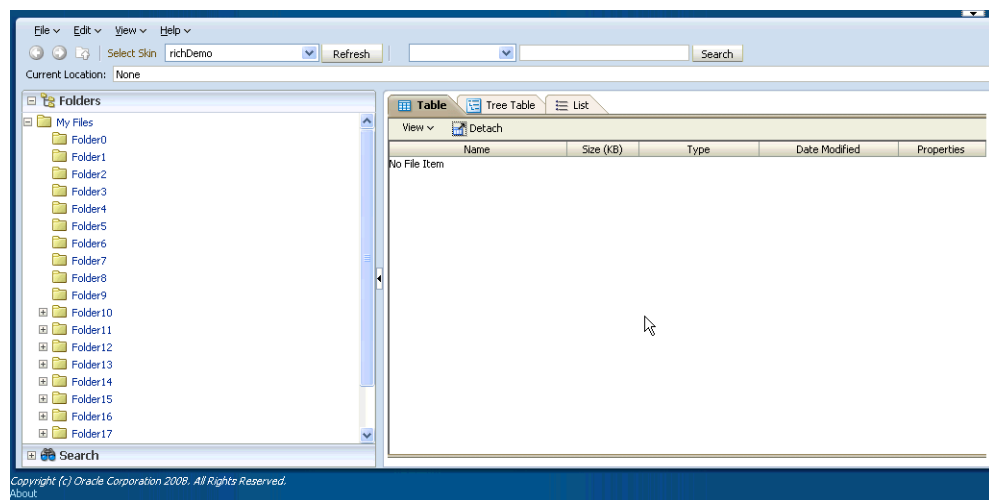 File Edit View Help
Select Skin richDemo Refresh Search
Current Location: None
Folders
My Files
Folder0
Folder1
Folder2
Folder3
Folder4
Folder5
Folder6
Folder7
Folder8
Folder9
Folder10
Folder11
Folder12
Folder13
Folder14
Folder15
Folder16
Folder17
Search
Table Tree Table List
View Detach
Name Size (KB) Type Date Modified Properties
No File Item
Copyright (c) Oracle Corporation 2008. All Rights Reserved.
About